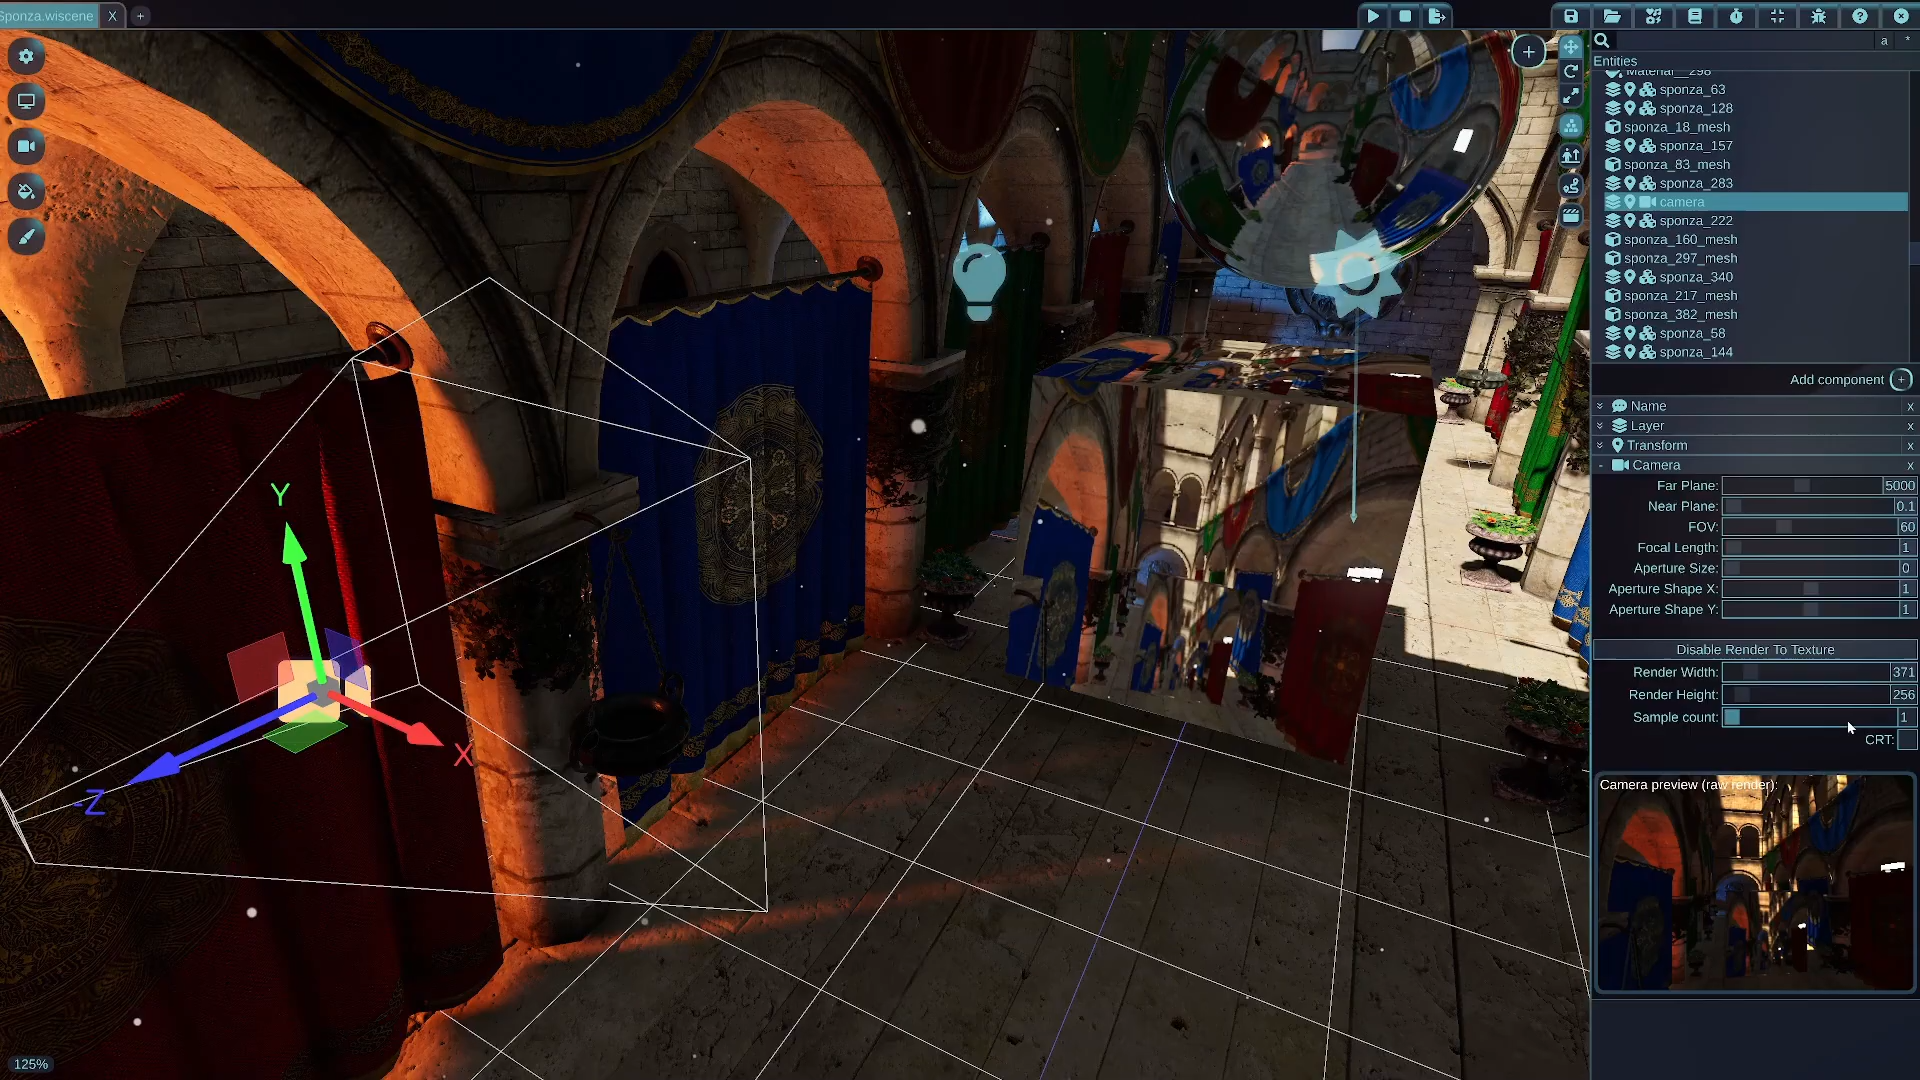 Sponza.wiscene X +
a *
Entities
Material__298
sponza_63
sponza_128
sponza_18_mesh
sponza_157
sponza_83_mesh
sponza_283
camera
sponza_222
sponza_160_mesh
sponza_297_mesh
sponza_340
sponza_217_mesh
sponza_382_mesh
sponza_58
sponza_144
Add component +
Name x
Layer x
Transform x
- Camera x
Far Plane: 5000
Near Plane: 0.1
FOV: 60
Focal Length: 1
Aperture Size: 0
Aperture Shape X: 1
Aperture Shape Y: 1
Disable Render To Texture
Render Width: 371
Render Height: 256
Sample count: 1
CRT:
Camera preview (raw render):
Y
X
-Z
125%